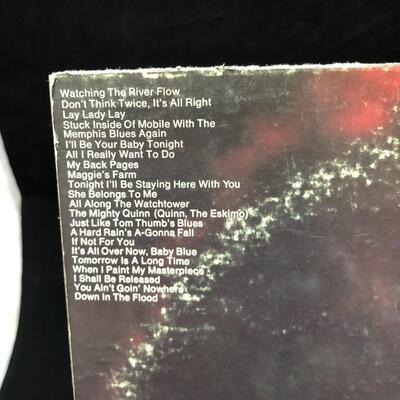 Watching The River Flow
Don't Think Twice, It's All Right
Lay Lady Lay
Stuck Inside Of Mobile With The
Memphis Blues Again
I'll Be Your Baby Tonight
All I Really Want To Do
My Back Pages
Maggie's Farm
Tonight I'll Be Staying Here With You
She Belongs To Me
All Along The Watchtower
The Mighty Quinn (Quinn, The Eskimo)
Just Like Tom Thumb's Blues
A Hard Rain's A-Gonna Fall
If Not For You
It's All Over Now, Baby Blue
Tomorrow Is A Long Time
When I Paint My Masterpiece
I Shall Be Released
You Ain't Goin' Nowhere
Down In The Flood